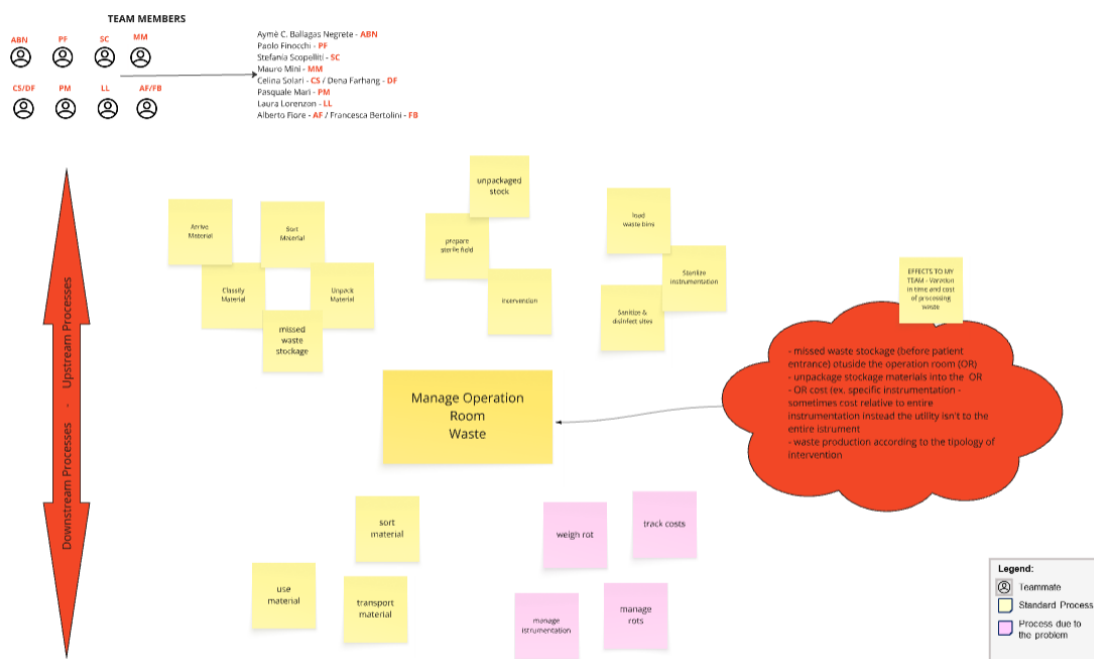 TEAM MEMBERS
ABN
PF
SC
MM
CS/DF
PM
LL
AF/FB
Aymè C. Ballagas Negrete - ABN
Paolo Finocchi - PF
Stefania Scopelliti - SC
Mauro Mini - MM
Celina Solari - CS / Dena Farhang - DF
Pasquale Mari - PM
Laura Lorenzon - LL
Alberto Fiore - AF / Francesca Bertolini - FB
Downstream Processes - Upstream Processes
Arrive
Material
Sort
Material
Classify
Material
Unpack
Material
missed
waste
stockage
unpackaged
stock
prepare
sterile field
intervention
load
waste bins
Sanitize
instrumentation
Sanitize &
disinfect sites
EFFECTS TO MY
TEAM - Variation
in time and cost
of processing
waste
- missed waste stockage (before patient
entrance) otuside the operation room (OR)
- unpackage stockage materials into the OR
- OR cost (ex. specific instrumentation -
sometimes cost relative to entire
instrumentation instead the utility isn't to the
entire istrument
- waste production according to the tipology of
intervention
Manage Operation
Room
Waste
sort
material
use
material
transport
material
weigh rot
track costs
manage
istrumentation
manage
rots
Legend:
Teammate
Standard Process
Process due to
the problem